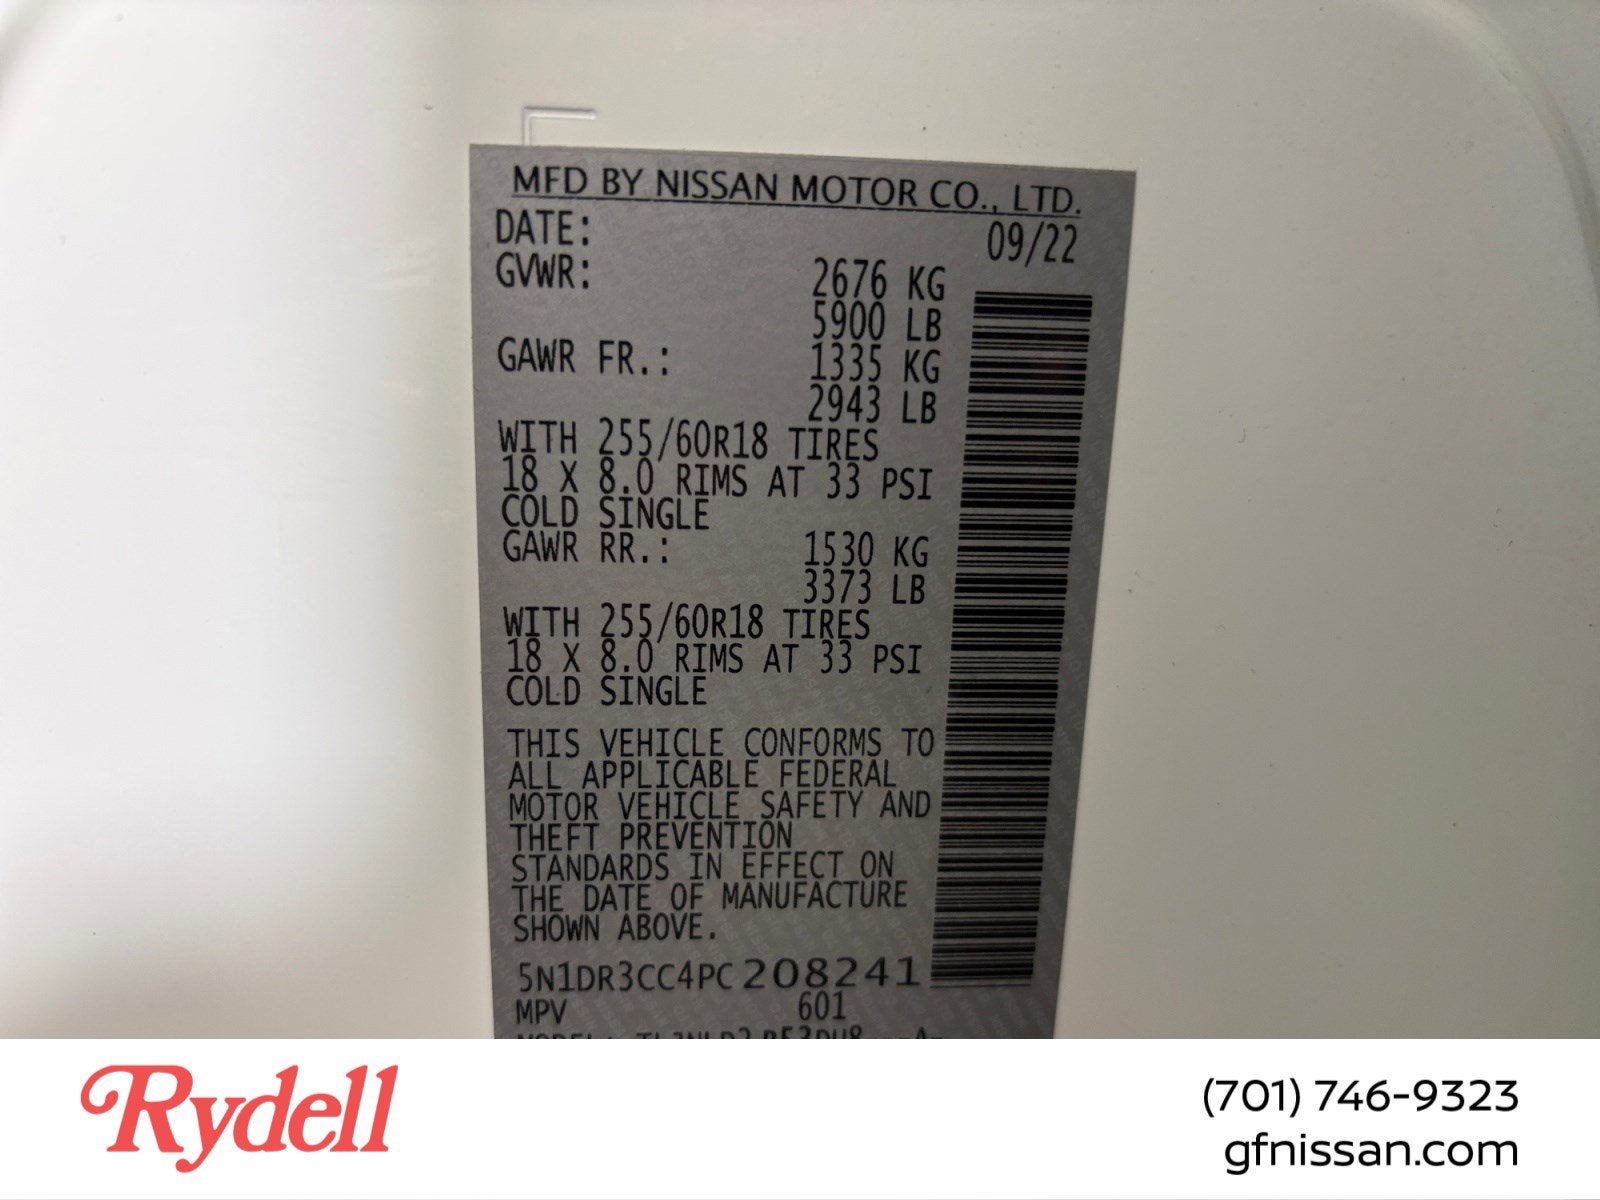 MFD BY NISSAN MOTOR CO., LTD.
DATE: 09/22
GVWR: 2676 KG
5900 LB
GAWR FR.: 1335 KG
2943 LB
WITH 255/60R18 TIRES
18 X 8.0 RIMS AT 33 PSI
COLD SINGLE
GAWR RR.: 1530 KG
3373 LB
WITH 255/60R18 TIRES
18 X 8.0 RIMS AT 33 PSI
COLD SINGLE
THIS VEHICLE CONFORMS TO
ALL APPLICABLE FEDERAL
MOTOR VEHICLE SAFETY AND
THEFT PREVENTION
STANDARDS IN EFFECT ON
THE DATE OF MANUFACTURE
SHOWN ABOVE.
5N1DR3CC4PC208241
MPV 601
Rydell
(701) 746-9323
gfnissan.com